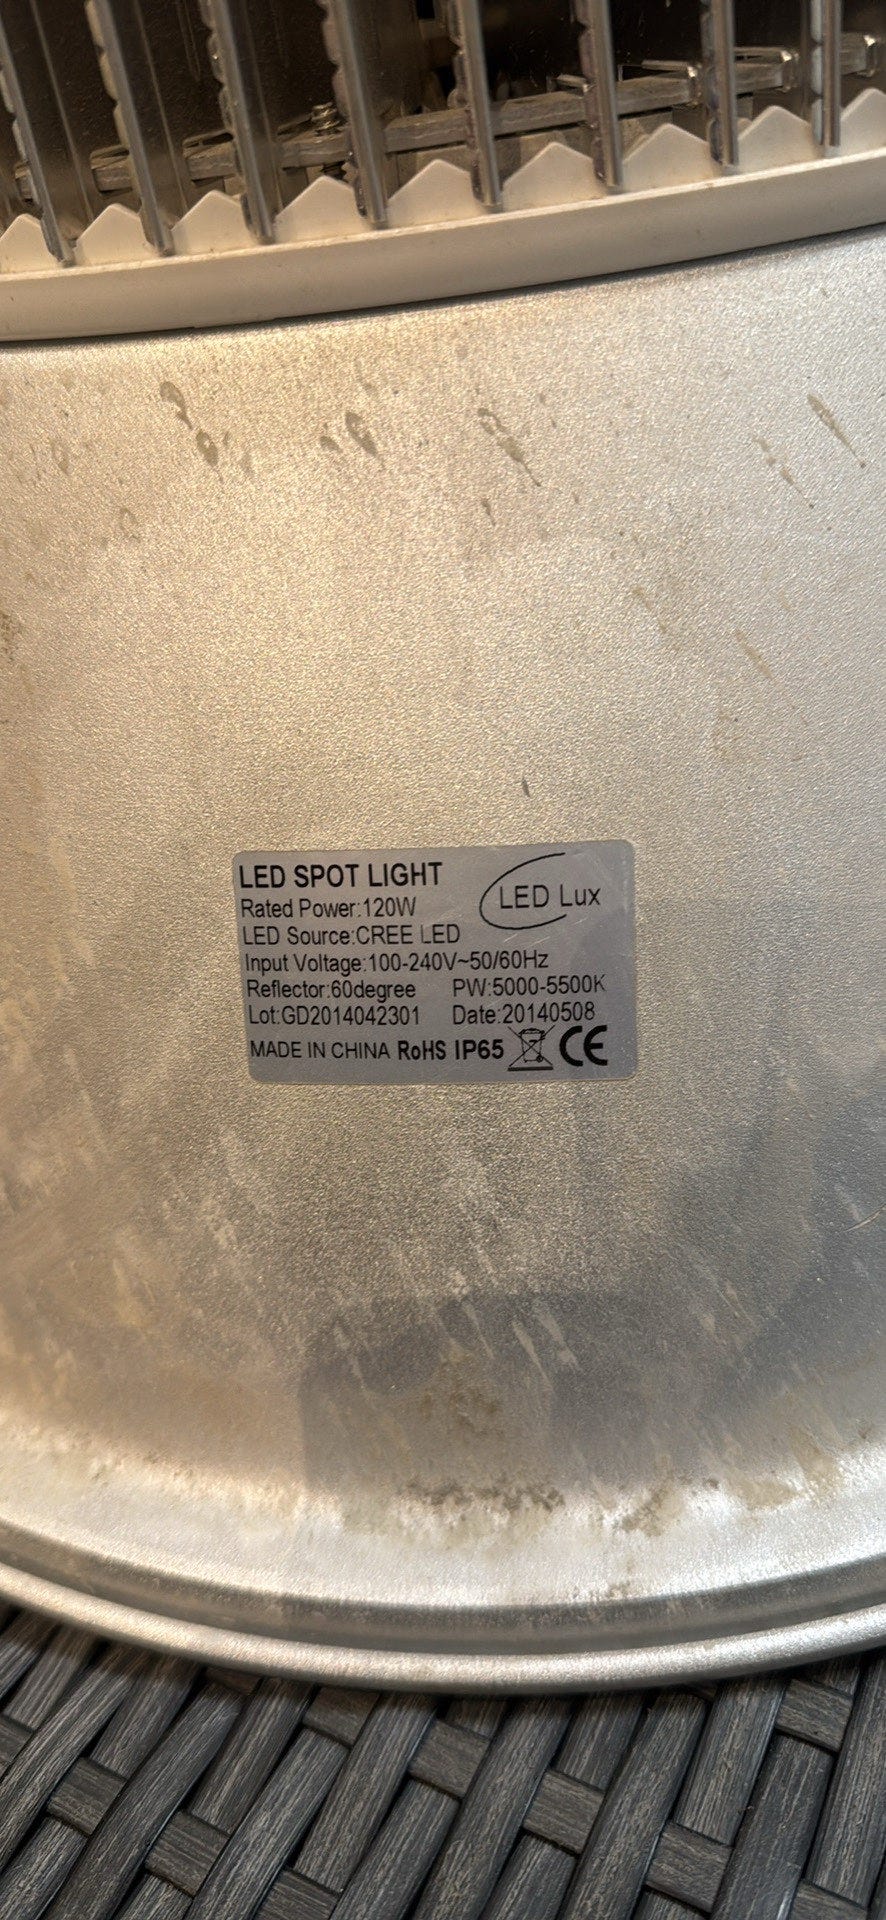 LED SPOT LIGHT
LED Lux
Rated Power:120W
LED Source:CREE LED
Input Voltage:100-240V~50/60Hz
Reflector:60degree PW:5000-5500K
Lot:GD2014042301 Date:20140508
MADE IN CHINA RoHS IP65 CE